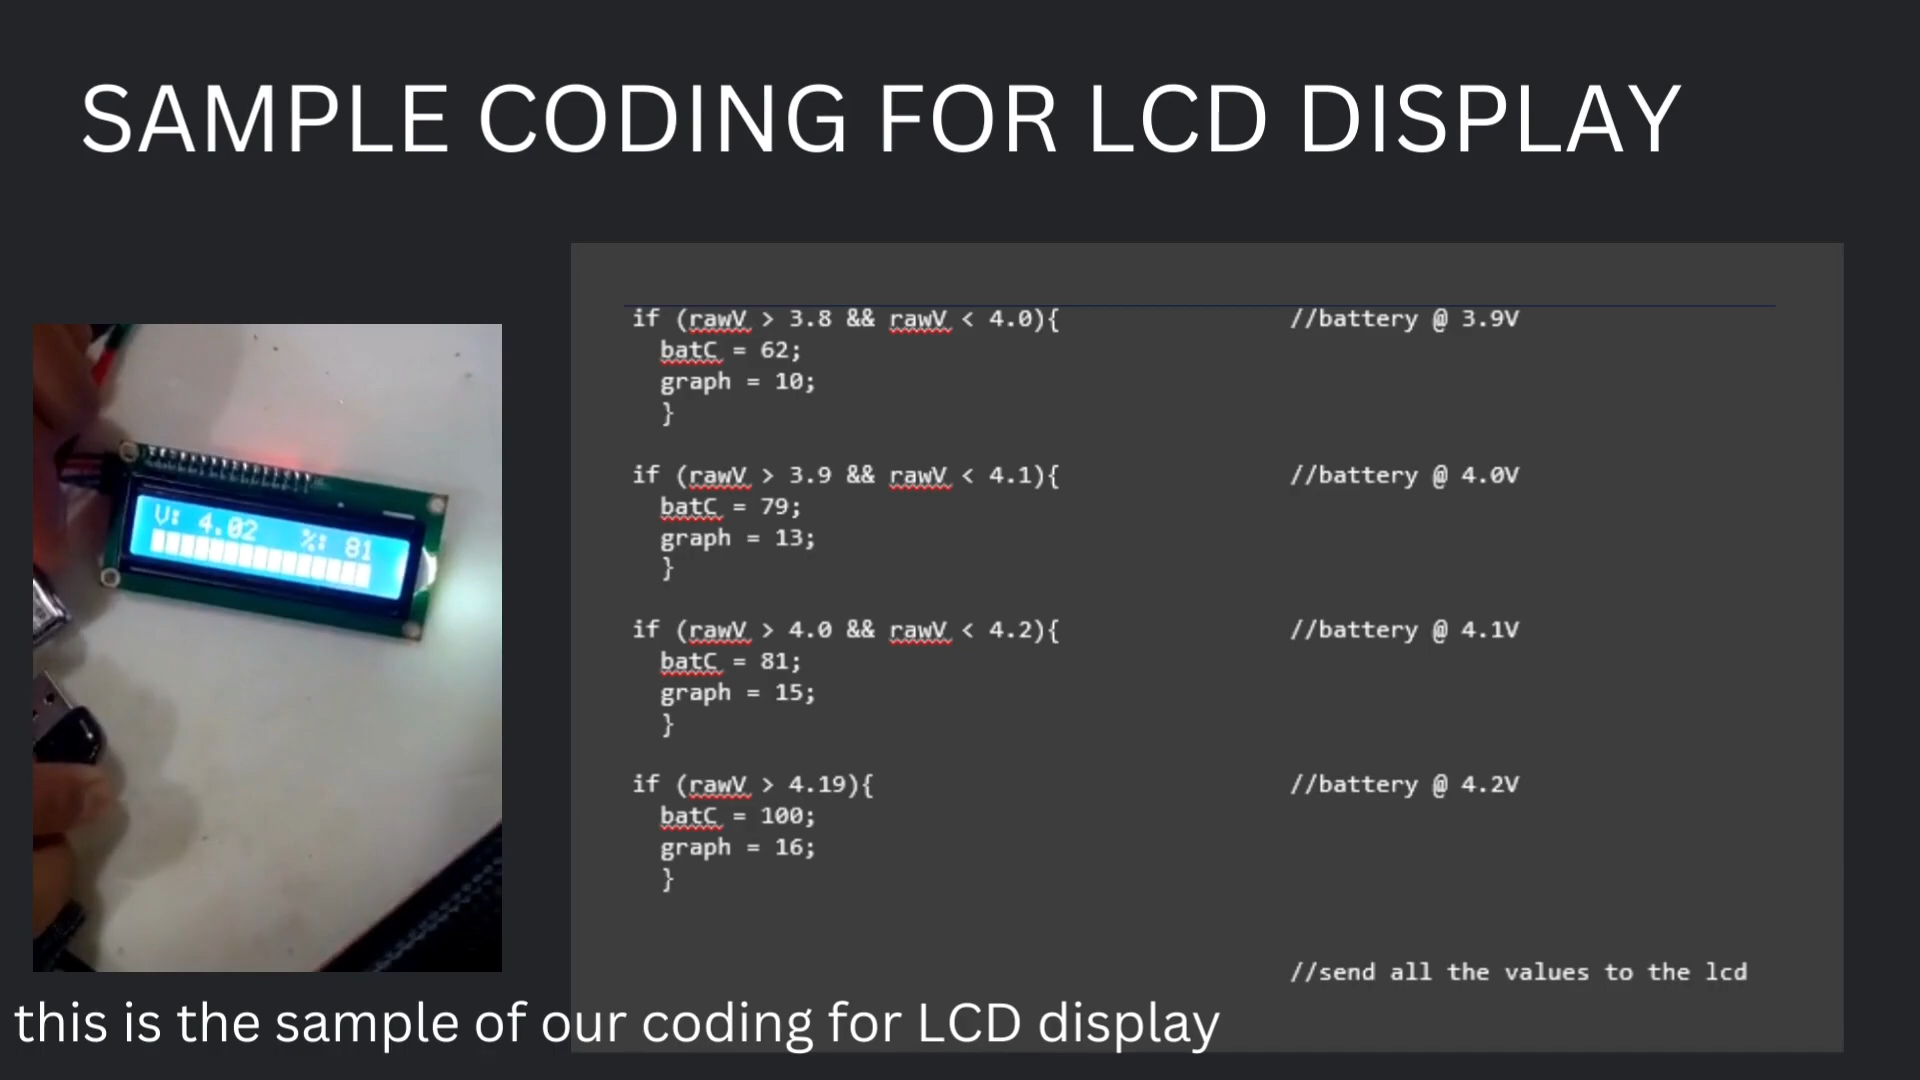 SAMPLE CODING FOR LCD DISPLAY
V: 4.02 %: 81
if (rawV > 3.8 && rawV < 4.0){ //battery @ 3.9V
batC = 62;
graph = 10;
}
if (rawV > 3.9 && rawV < 4.1){ //battery @ 4.0V
batC = 79;
graph = 13;
}
if (rawV > 4.0 && rawV < 4.2){ //battery @ 4.1V
batC = 81;
graph = 15;
}
if (rawV > 4.19){ //battery @ 4.2V
batC = 100;
graph = 16;
}
//send all the values to the lcd
this is the sample of our coding for LCD display